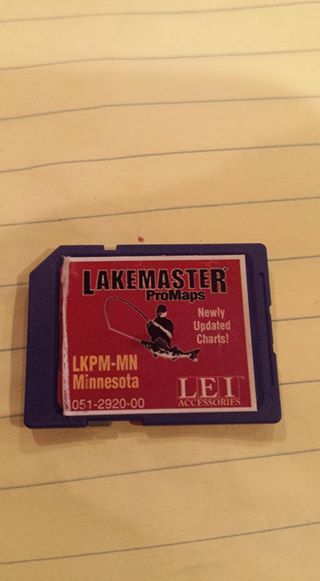 LAKEMASTER
ProMaps
Newly
Updated
Charts!
LKPM-MN
Minnesota
LEI
ACCESSORIES
051-2920-00